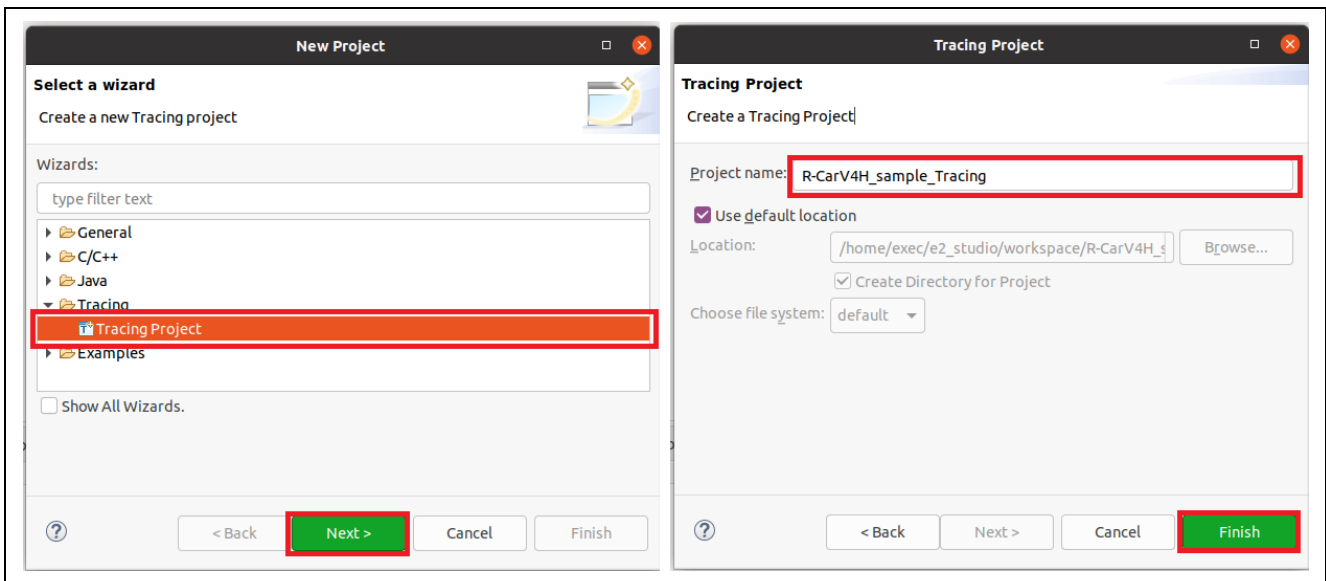 New Project
Select a wizard
Create a new Tracing project
Wizards:
type filter text
General
C/C++
Java
Tracing
Tracing Project
Examples
Show All Wizards.
< Back
Next >
Cancel
Finish
Tracing Project
Tracing Project
Create a Tracing Project
Project name:
R-CarV4H_sample_Tracing
Use default location
Location:
/home/exec/e2_studio/workspace/R-CarV4H_s
Browse...
Create Directory for Project
Choose file system:
default
< Back
Next >
Cancel
Finish